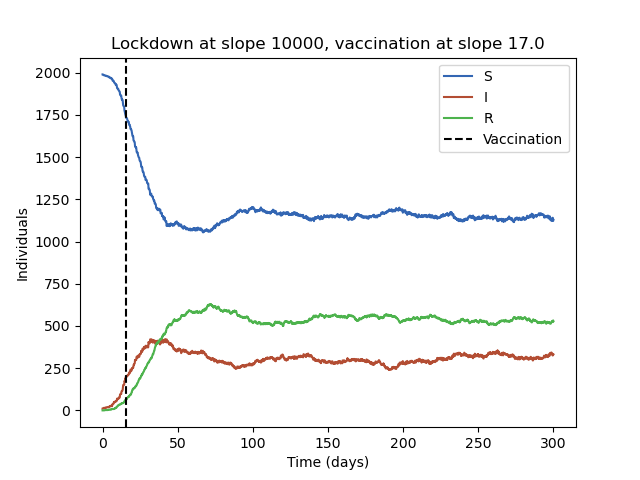 Lockdown at slope 10000, vaccination at slope 17.0
S
I
R
Vaccination
2000
1750
1500
1250
1000
750
500
250
0
Individuals
0 50 100 150 200 250 300
Time (days)